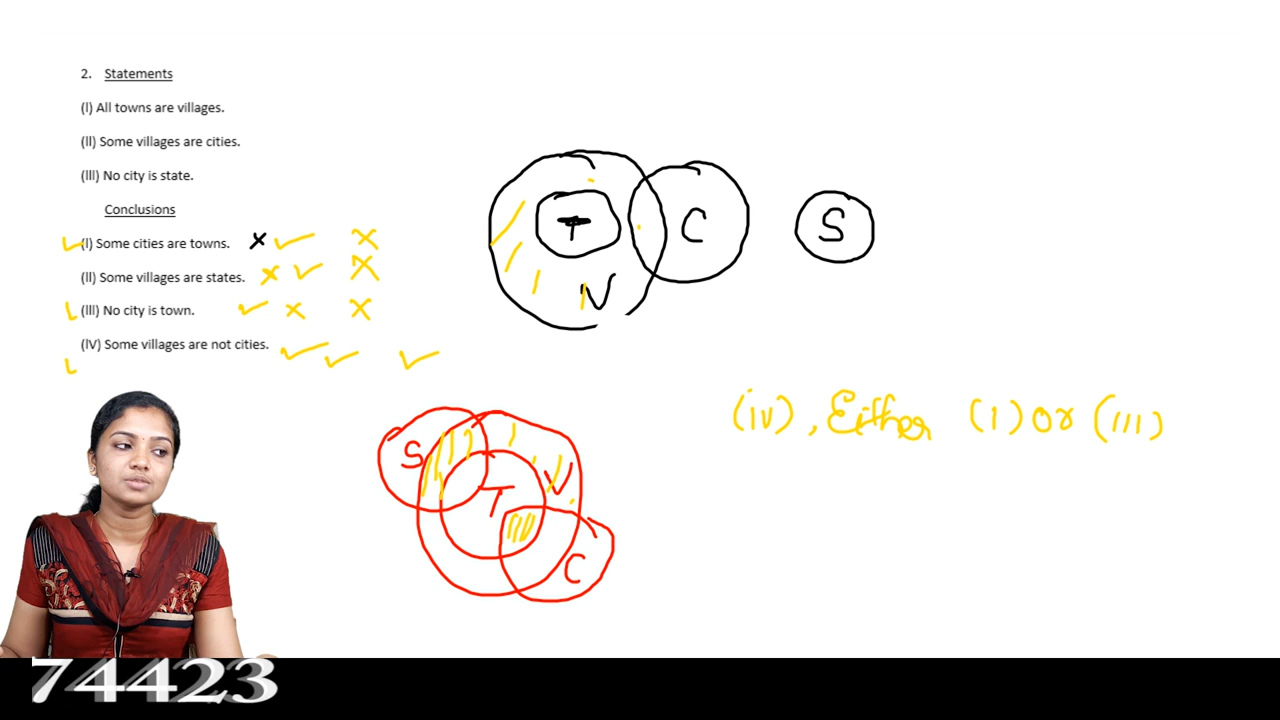 2. Statements
(I) All towns are villages.
(II) Some villages are cities.
(III) No city is state.
Conclusions
(I) Some cities are towns.
(II) Some villages are states.
(III) No city is town.
(IV) Some villages are not cities.
T C S
V
(iv), Either (I) or (III)
S V
T
C
74423